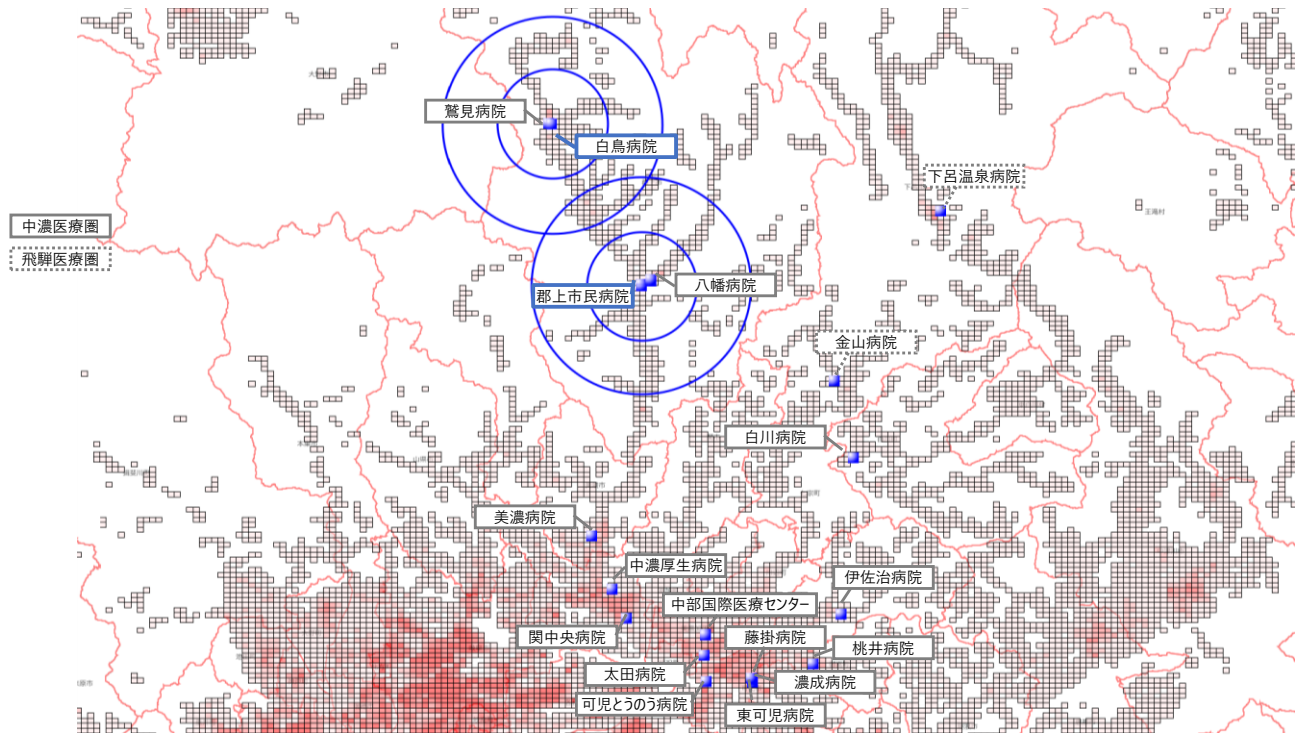 鷲見病院
白鳥病院
下呂温泉病院
中濃医療圏
飛騨医療圏
郡上市民病院
八幡病院
金山病院
白川病院
美濃病院
中濃厚生病院
伊佐治病院
中部国際医療センター
関中央病院
藤掛病院
桃井病院
太田病院
濃成病院
可児とうのう病院
東可児病院